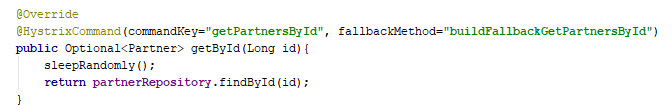 @Override
@HystrixCommand(commandKey="getPartnersById", fallbackMethod="buildFallbackGetPartnersById")
public Optional<Partner> getById(Long id){
sleepRandomly();
return partnerRepository.findById(id);
}